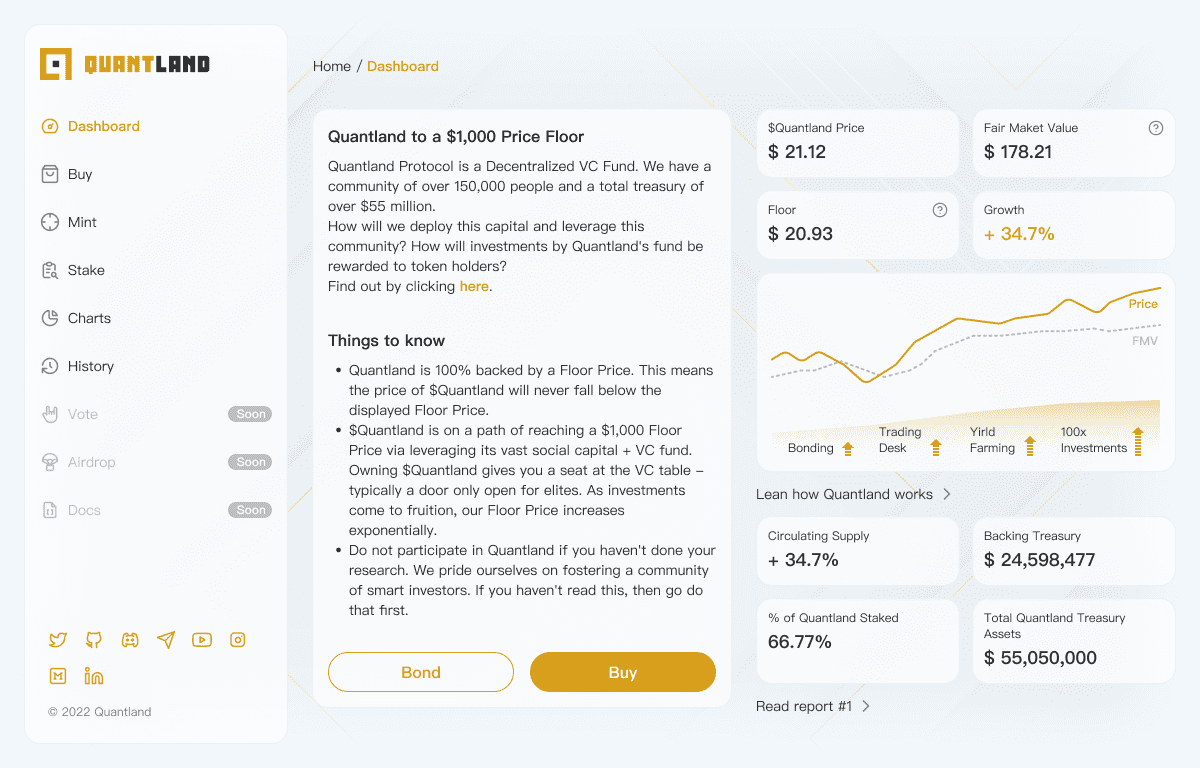 QUANTLAND
Dashboard
Buy
Mint
Stake
Charts
History
Vote Soon
Airdrop Soon
Docs Soon
© 2022 Quantland
Home / Dashboard
Quantland to a $1,000 Price Floor
Quantland Protocol is a Decentralized VC Fund. We have a
community of over 150,000 people and a total treasury of
over $55 million.
How will we deploy this capital and leverage this
community? How will investments by Quantland's fund be
rewarded to token holders?
Find out by clicking here.
Things to know
• Quantland is 100% backed by a Floor Price. This means
the price of $Quantland will never fall below the
displayed Floor Price.
• $Quantland is on a path of reaching a $1,000 Floor
Price via leveraging its vast social capital + VC fund.
Owning $Quantland gives you a seat at the VC table –
typically a door only open for elites. As investments
come to fruition, our Floor Price increases
exponentially.
• Do not participate in Quantland if you haven't done your
research. We pride ourselves on fostering a community
of smart investors. If you haven't read this, then go do
that first.
Bond
Buy
$Quantland Price
$ 21.12
Fair Maket Value
$ 178.21
Floor
$ 20.93
Growth
+ 34.7%
Price
FMV
Bonding
Trading
Desk
Yirld
Farming
100x
Investments
Lean how Quantland works
Circulating Supply
+ 34.7%
Backing Treasury
$ 24,598,477
% of Quantland Staked
66.77%
Total Quantland Treasury
Assets
$ 55,050,000
Read report #1